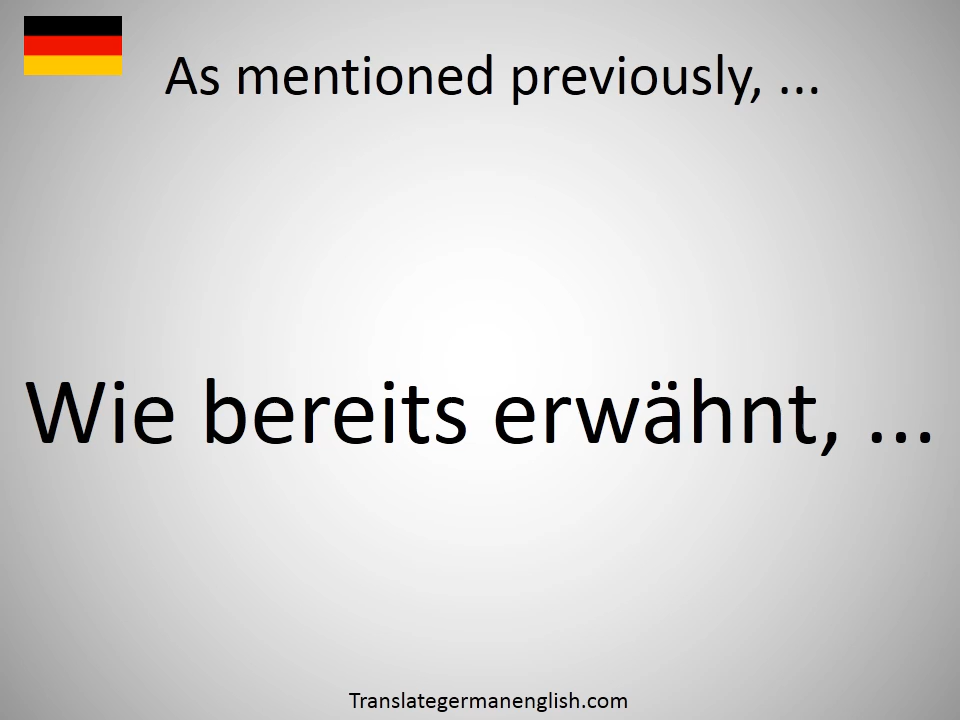 As mentioned previously, ...
Wie bereits erwähnt, ...
Translategermanenglish.com